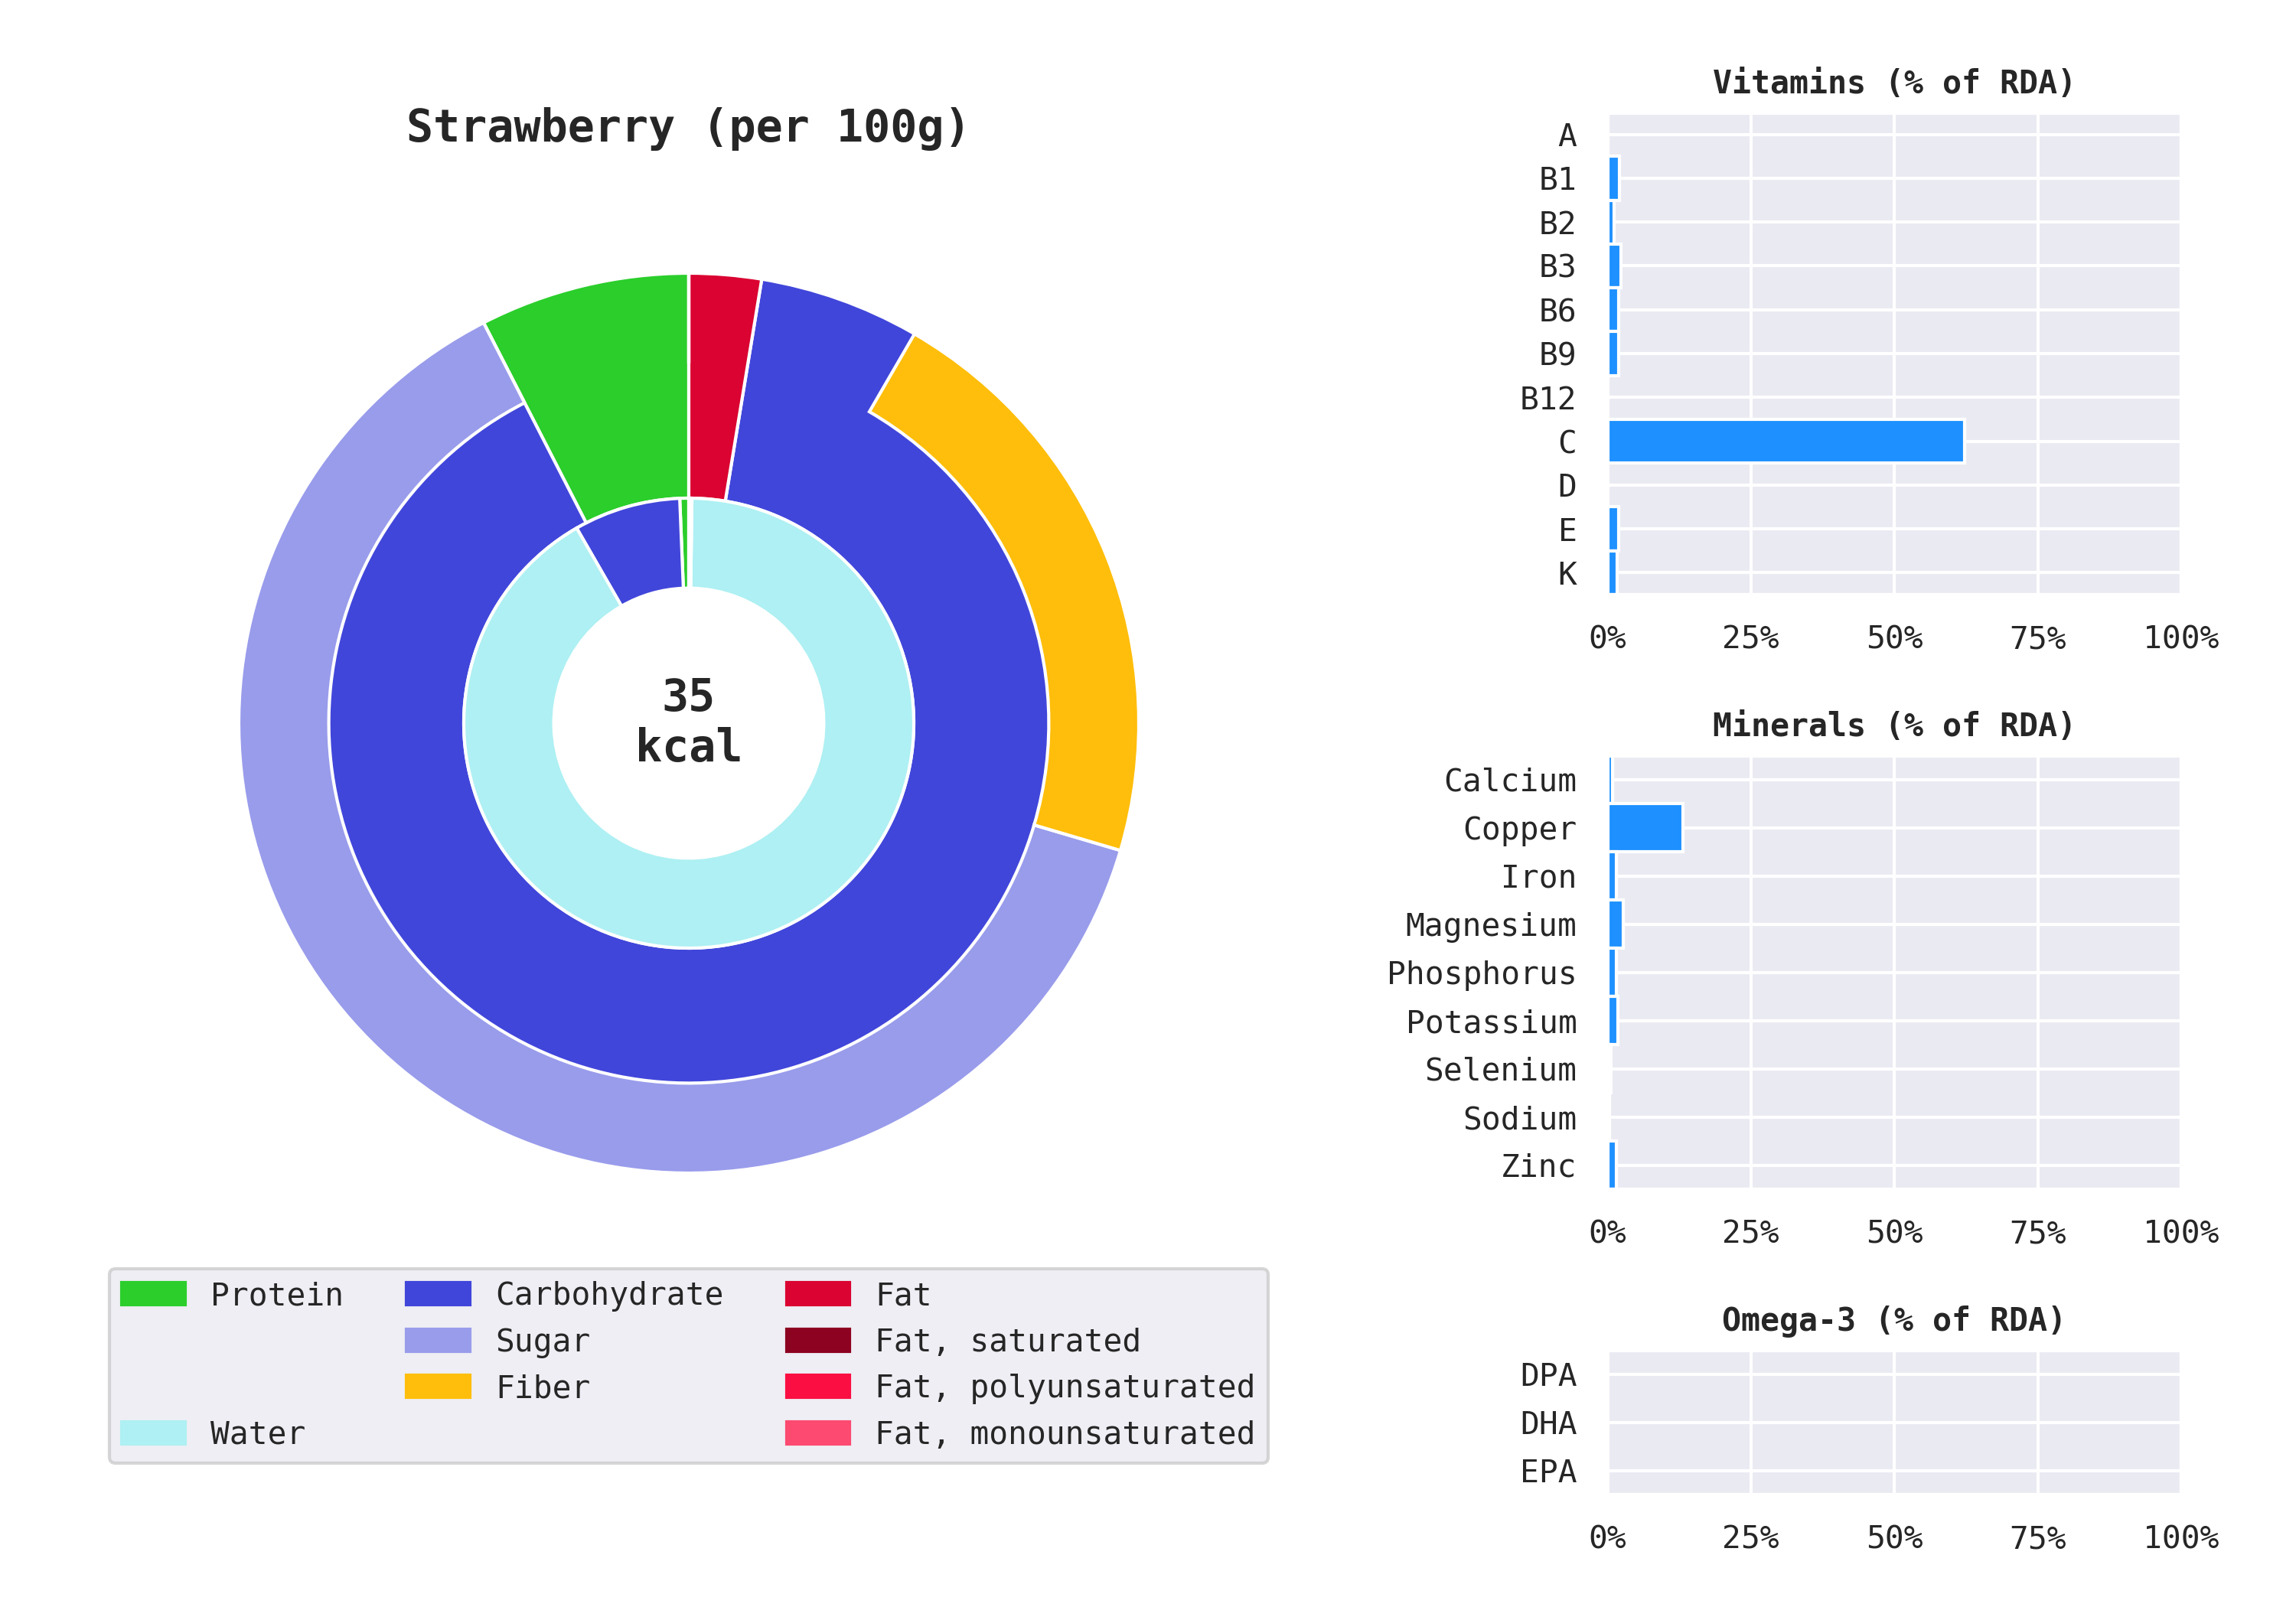 Strawberry (per 100g)
35
kcal
Protein
Carbohydrate
Fat
Sugar
Fat, saturated
Fiber
Fat, polyunsaturated
Water
Fat, monounsaturated
Vitamins (% of RDA)
A
B1
B2
B3
B6
B9
B12
C
D
E
K
0% 25% 50% 75% 100%
Minerals (% of RDA)
Calcium
Copper
Iron
Magnesium
Phosphorus
Potassium
Selenium
Sodium
Zinc
0% 25% 50% 75% 100%
Omega-3 (% of RDA)
DPA
DHA
EPA
0% 25% 50% 75% 100%